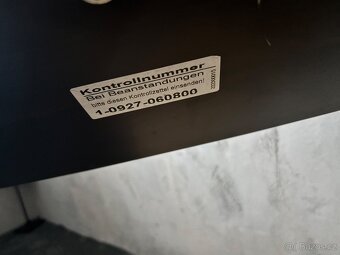 Kontrollnummer
Bei Beanstandungen
bitte diesen Kontrollzettel einsenden!
1-0927-060800